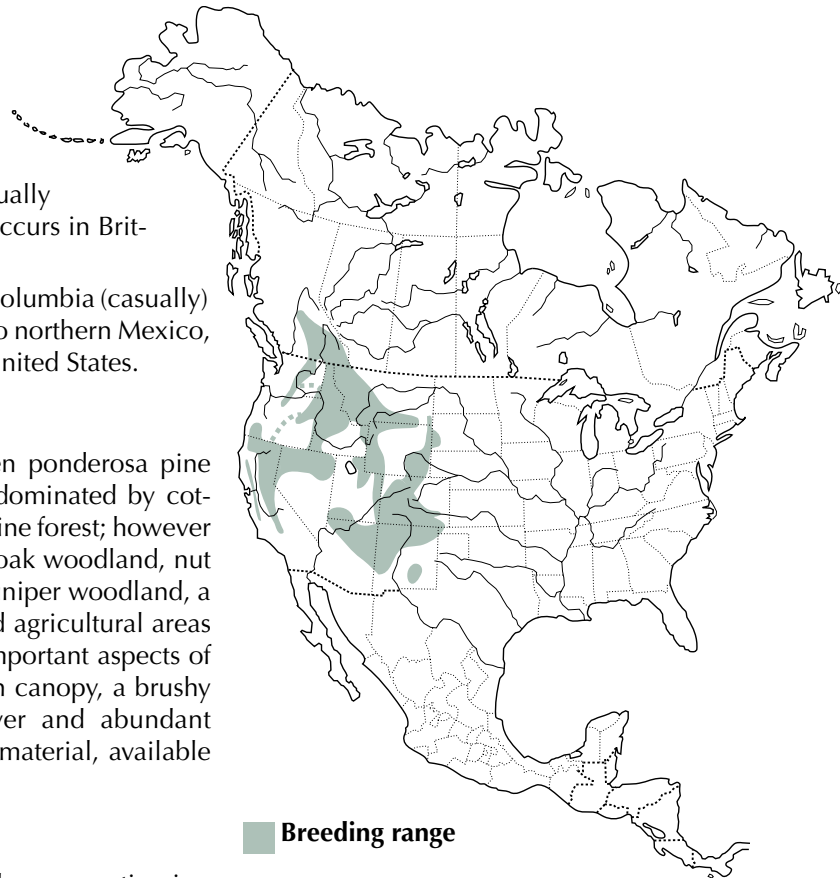 ually
ccurs in Brit-
olumbia (casually)
o northern Mexico,
nited States.
en ponderosa pine
dominated by cot-
ine forest; however
oak woodland, nut
niper woodland, a
d agricultural areas
mportant aspects of
n canopy, a brushy
ver and abundant
material, available
Breeding range